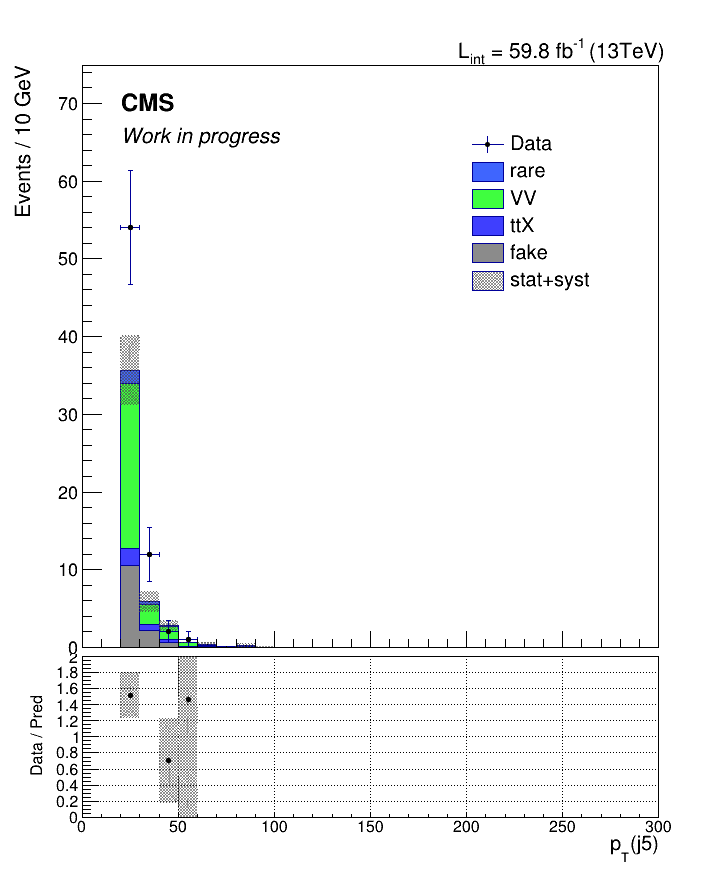 L_int = 59.8 fb^-1 (13TeV)
Events / 10 GeV
CMS
Work in progress
Data
rare
VV
ttX
fake
stat+syst
70
60
50
40
30
20
10
0
Data / Pred
2
1.8
1.6
1.4
1.2
1
0.8
0.6
0.4
0.2
0
0 50 100 150 200 250 300
p_T(j5)